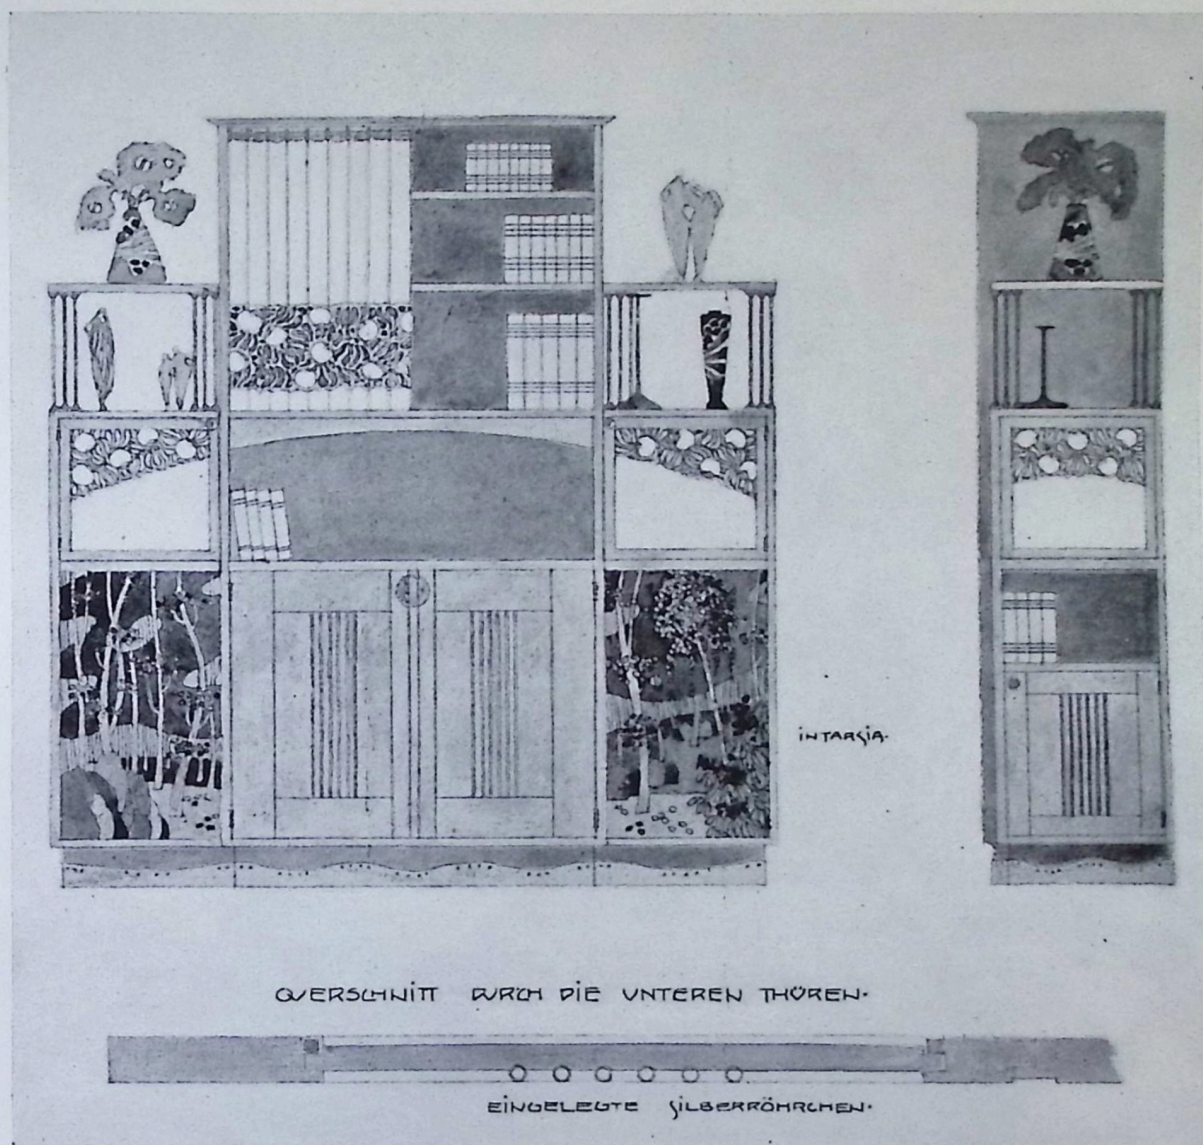 INTARSIA.
QUERSCHNITT DURCH DIE UNTEREN THÜREN.
EINGELEGTE SILBERRÖHRCHEN.